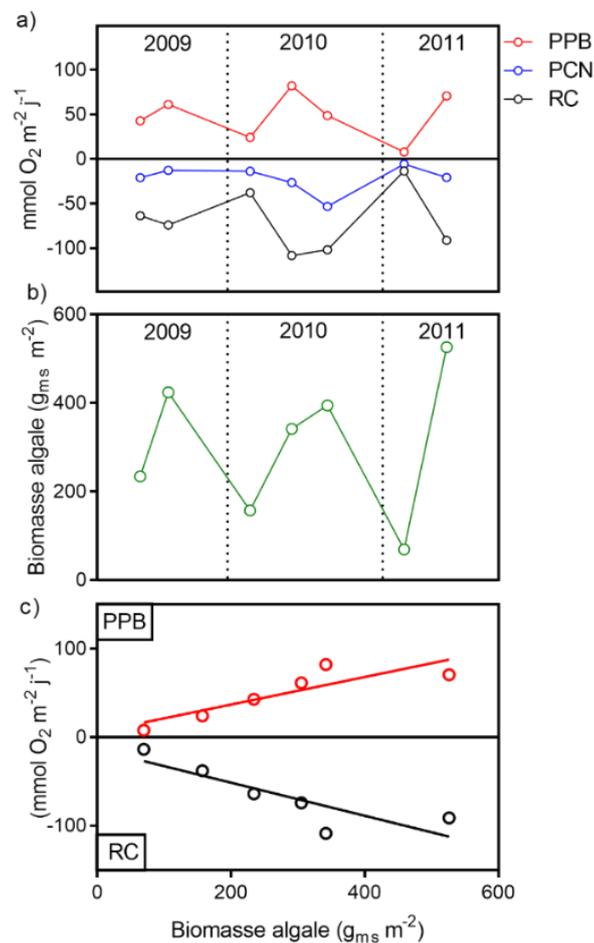 a)
2009 2010 2011
PPB
PCN
RC
100
50
0
-50
-100
mmol O2 m-2 j-1
b)
2009 2010 2011
600
400
200
0
Biomasse algale (gms m-2)
c)
PPB
100
0
-100
(mmol O2 m-2 j-1)
RC
0 200 400 600
Biomasse algale (gms m-2)